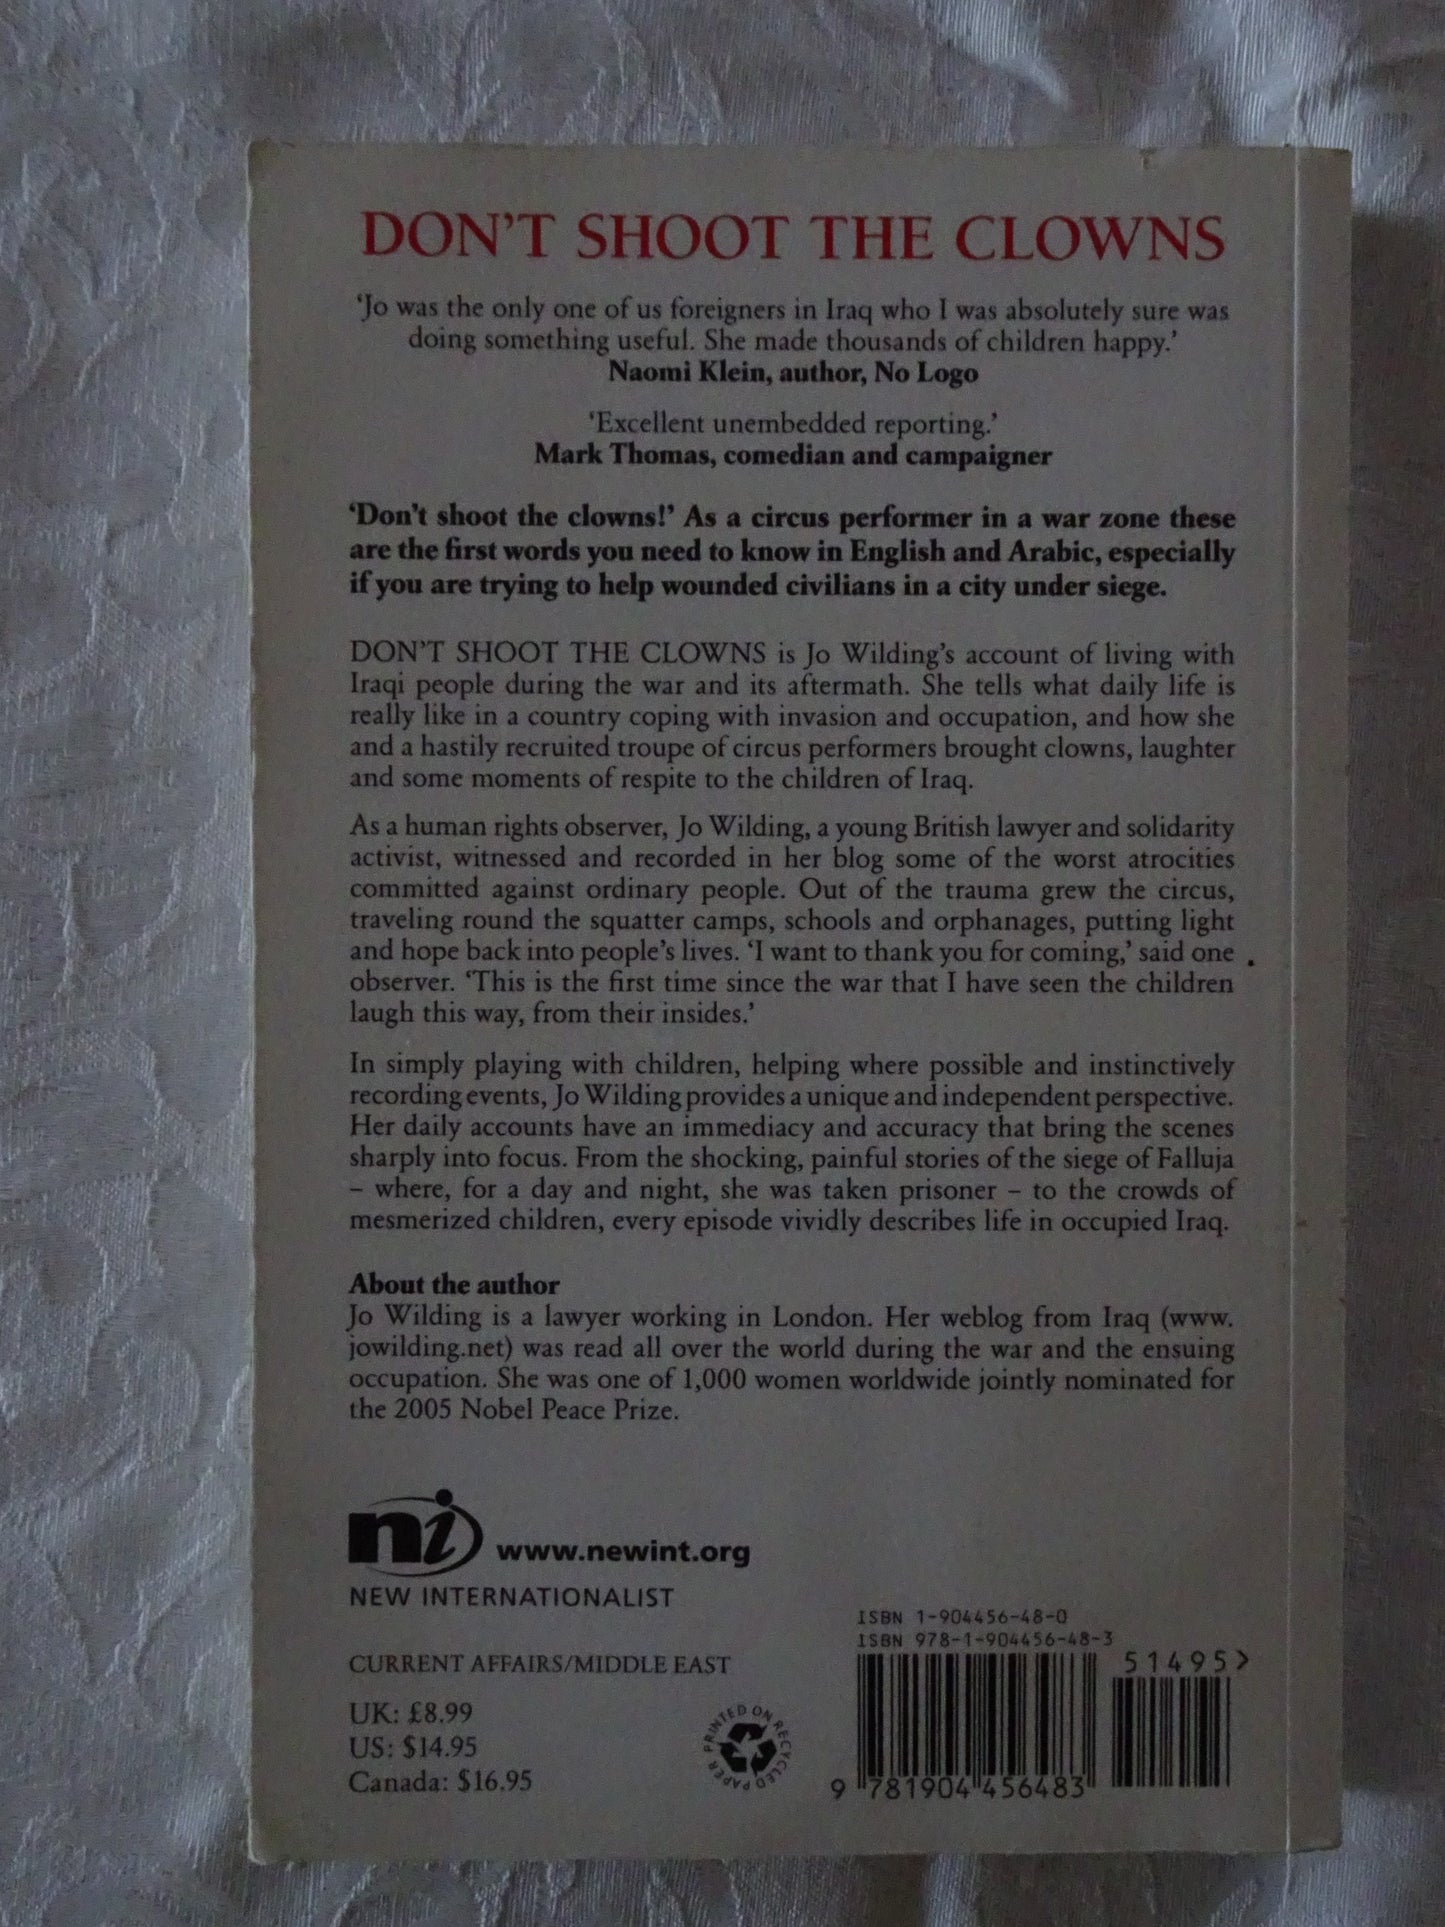 DON'T SHOOT THE CLOWNS
‘Jo was the only one of us foreigners in Iraq who I was absolutely sure was
doing something useful. She made thousands of children happy.’
Naomi Klein, author, No Logo
‘Excellent unembedded reporting.’
Mark Thomas, comedian and campaigner
‘Don't shoot the clowns!’ As a circus performer in a war zone these
are the first words you need to know in English and Arabic, especially
if you are trying to help wounded civilians in a city under siege.
DON'T SHOOT THE CLOWNS is Jo Wilding's account of living with
Iraqi people during the war and its aftermath. She tells what daily life is
really like in a country coping with invasion and occupation, and how she
and a hastily recruited troupe of circus performers brought clowns, laughter
and some moments of respite to the children of Iraq.
As a human rights observer, Jo Wilding, a young British lawyer and solidarity
activist, witnessed and recorded in her blog some of the worst atrocities
committed against ordinary people. Out of the trauma grew the circus,
traveling round the squatter camps, schools and orphanages, putting light
and hope back into people's lives. ‘I want to thank you for coming,’ said one
observer. ‘This is the first time since the war that I have seen the children
laugh this way, from their insides.’
In simply playing with children, helping where possible and instinctively
recording events, Jo Wilding provides a unique and independent perspective.
Her daily accounts have an immediacy and accuracy that bring the scenes
sharply into focus. From the shocking, painful stories of the siege of Falluja
– where, for a day and night, she was taken prisoner – to the crowds of
mesmerized children, every episode vividly describes life in occupied Iraq.
About the author
Jo Wilding is a lawyer working in London. Her weblog from Iraq (www.
jowilding.net) was read all over the world during the war and the ensuing
occupation. She was one of 1,000 women worldwide jointly nominated for
the 2005 Nobel Peace Prize.
ni www.newint.org
NEW INTERNATIONALIST
CURRENT AFFAIRS/MIDDLE EAST
UK: £8.99
US: $14.95
Canada: $16.95
PRINTED ON RECYCLED PAPER
ISBN 1-904456-48-0
ISBN 978-1-904456-48-3
51495>
9 781904 456483